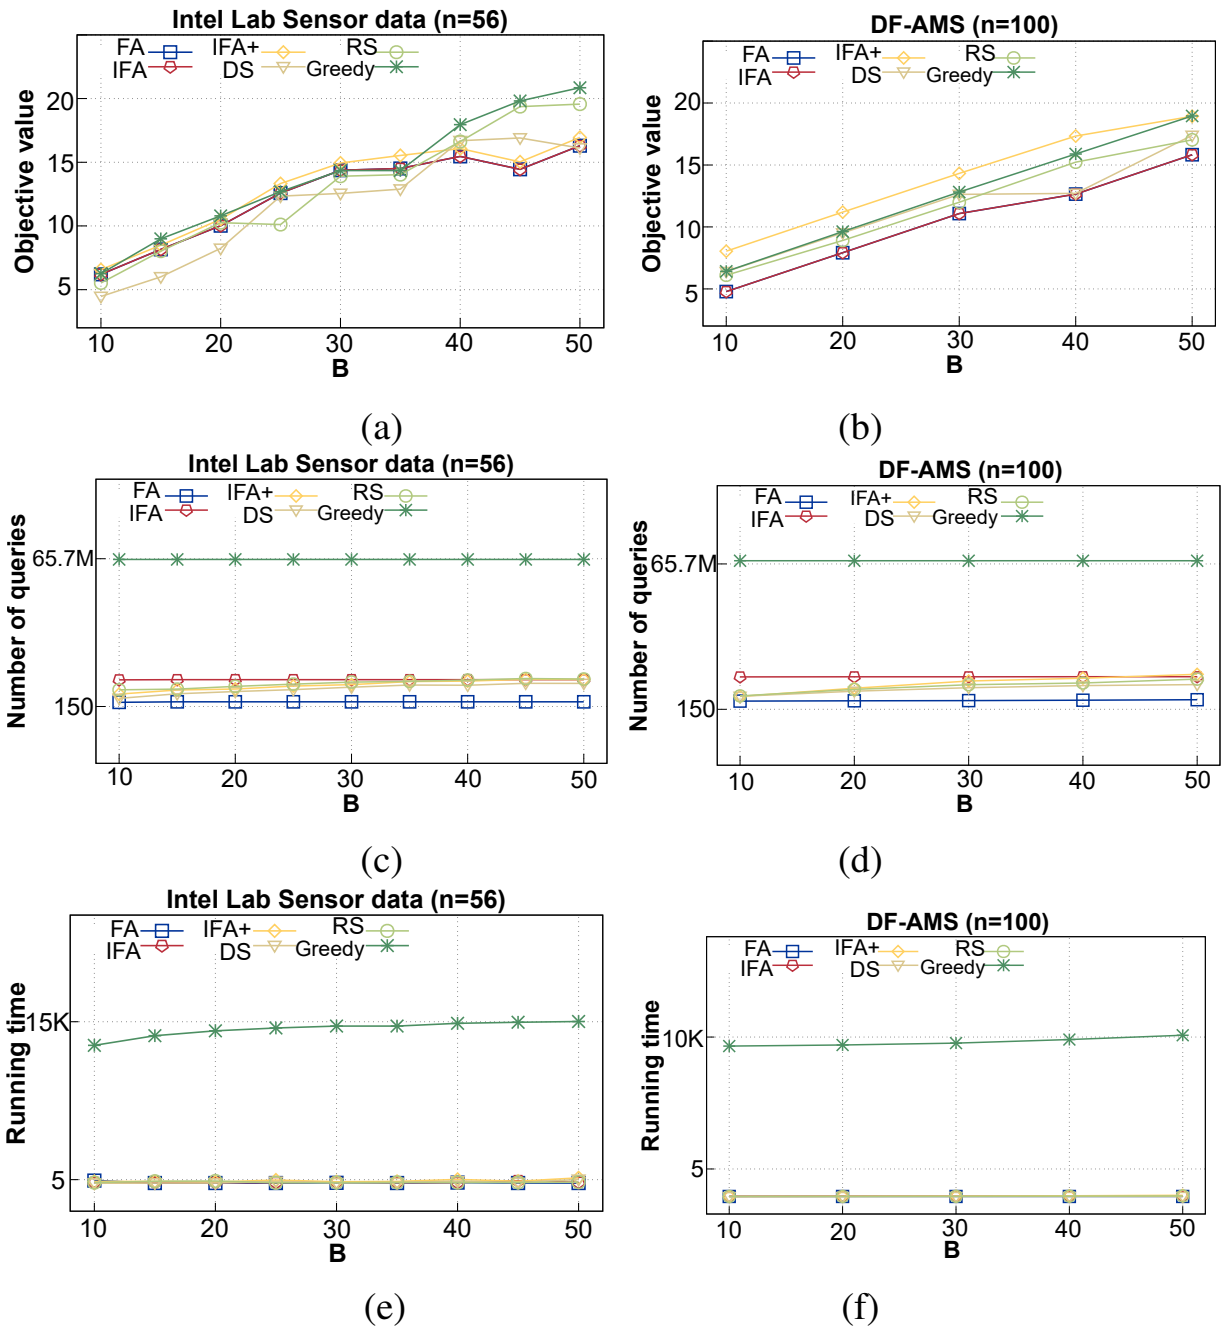 Intel Lab Sensor data (n=56)
FA IFA+ RS
IFA DS Greedy
Objective value
20
15
10
5
10 20 30 40 50
B
(a)
DF-AMS (n=100)
FA IFA+ RS
IFA DS Greedy
Objective value
20
15
10
5
10 20 30 40 50
B
(b)
Intel Lab Sensor data (n=56)
FA IFA+ RS
IFA DS Greedy
Number of queries
65.7M
150
10 20 30 40 50
B
(c)
DF-AMS (n=100)
FA IFA+ RS
IFA DS Greedy
Number of queries
65.7M
150
10 20 30 40 50
B
(d)
Intel Lab Sensor data (n=56)
FA IFA+ RS
IFA DS Greedy
Running time
15K
5
10 20 30 40 50
B
(e)
DF-AMS (n=100)
FA IFA+ RS
IFA DS Greedy
Running time
10K
5
10 20 30 40 50
B
(f)